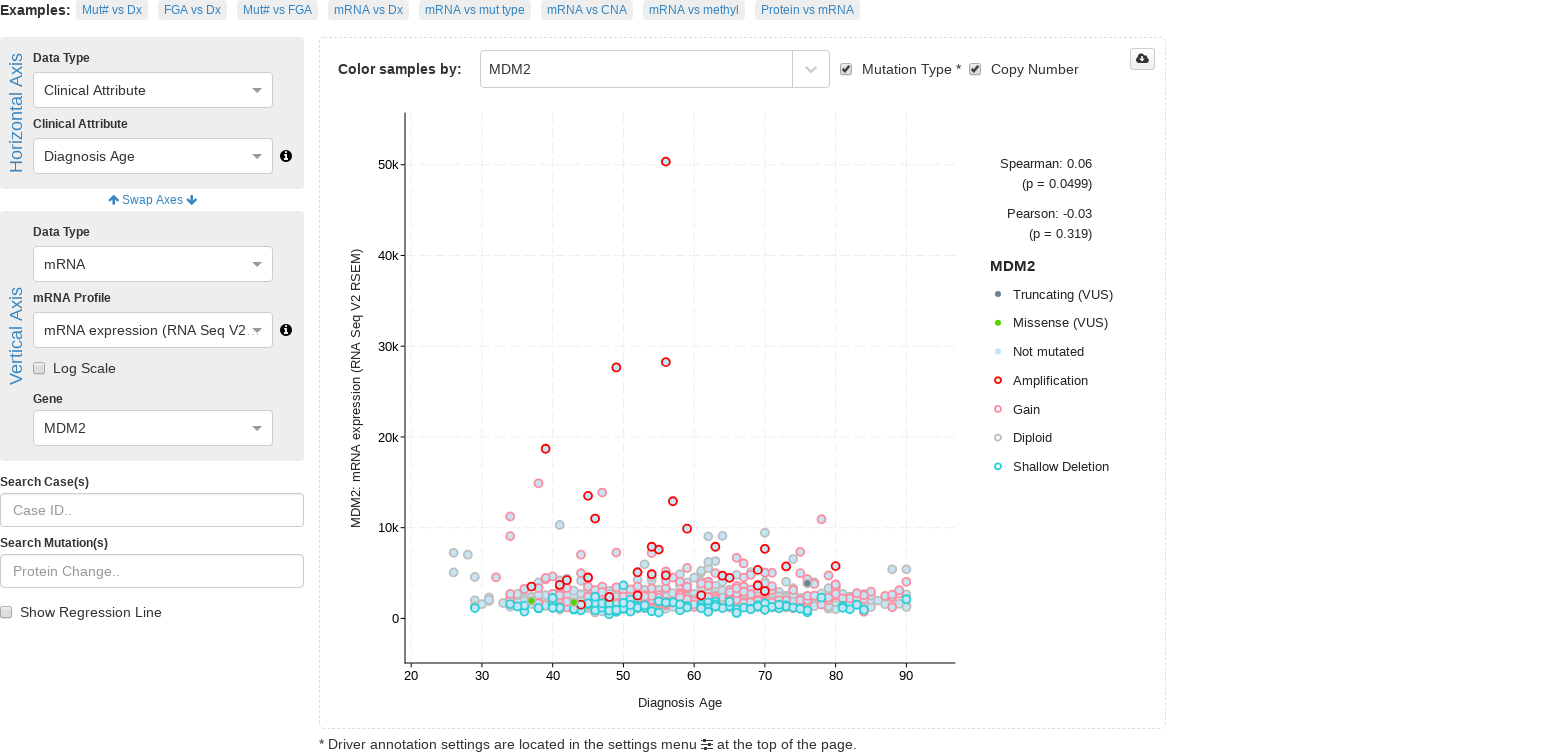 Examples: Mut# vs Dx FGA vs Dx Mut# vs FGA mRNA vs Dx mRNA vs mut type mRNA vs CNA mRNA vs methyl Protein vs mRNA
Horizontal Axis
Data Type
Clinical Attribute
Clinical Attribute
Diagnosis Age
Swap Axes
Vertical Axis
Data Type
mRNA
mRNA Profile
mRNA expression (RNA Seq V2...
Log Scale
Gene
MDM2
Search Case(s)
Case ID..
Search Mutation(s)
Protein Change..
Show Regression Line
Color samples by: MDM2 Mutation Type * Copy Number
MDM2: mRNA expression (RNA Seq V2 RSEM)
50k
40k
30k
20k
10k
0
20 30 40 50 60 70 80 90
Diagnosis Age
Spearman: 0.06
(p = 0.0499)
Pearson: -0.03
(p = 0.319)
MDM2
Truncating (VUS)
Missense (VUS)
Not mutated
Amplification
Gain
Diploid
Shallow Deletion
* Driver annotation settings are located in the settings menu at the top of the page.